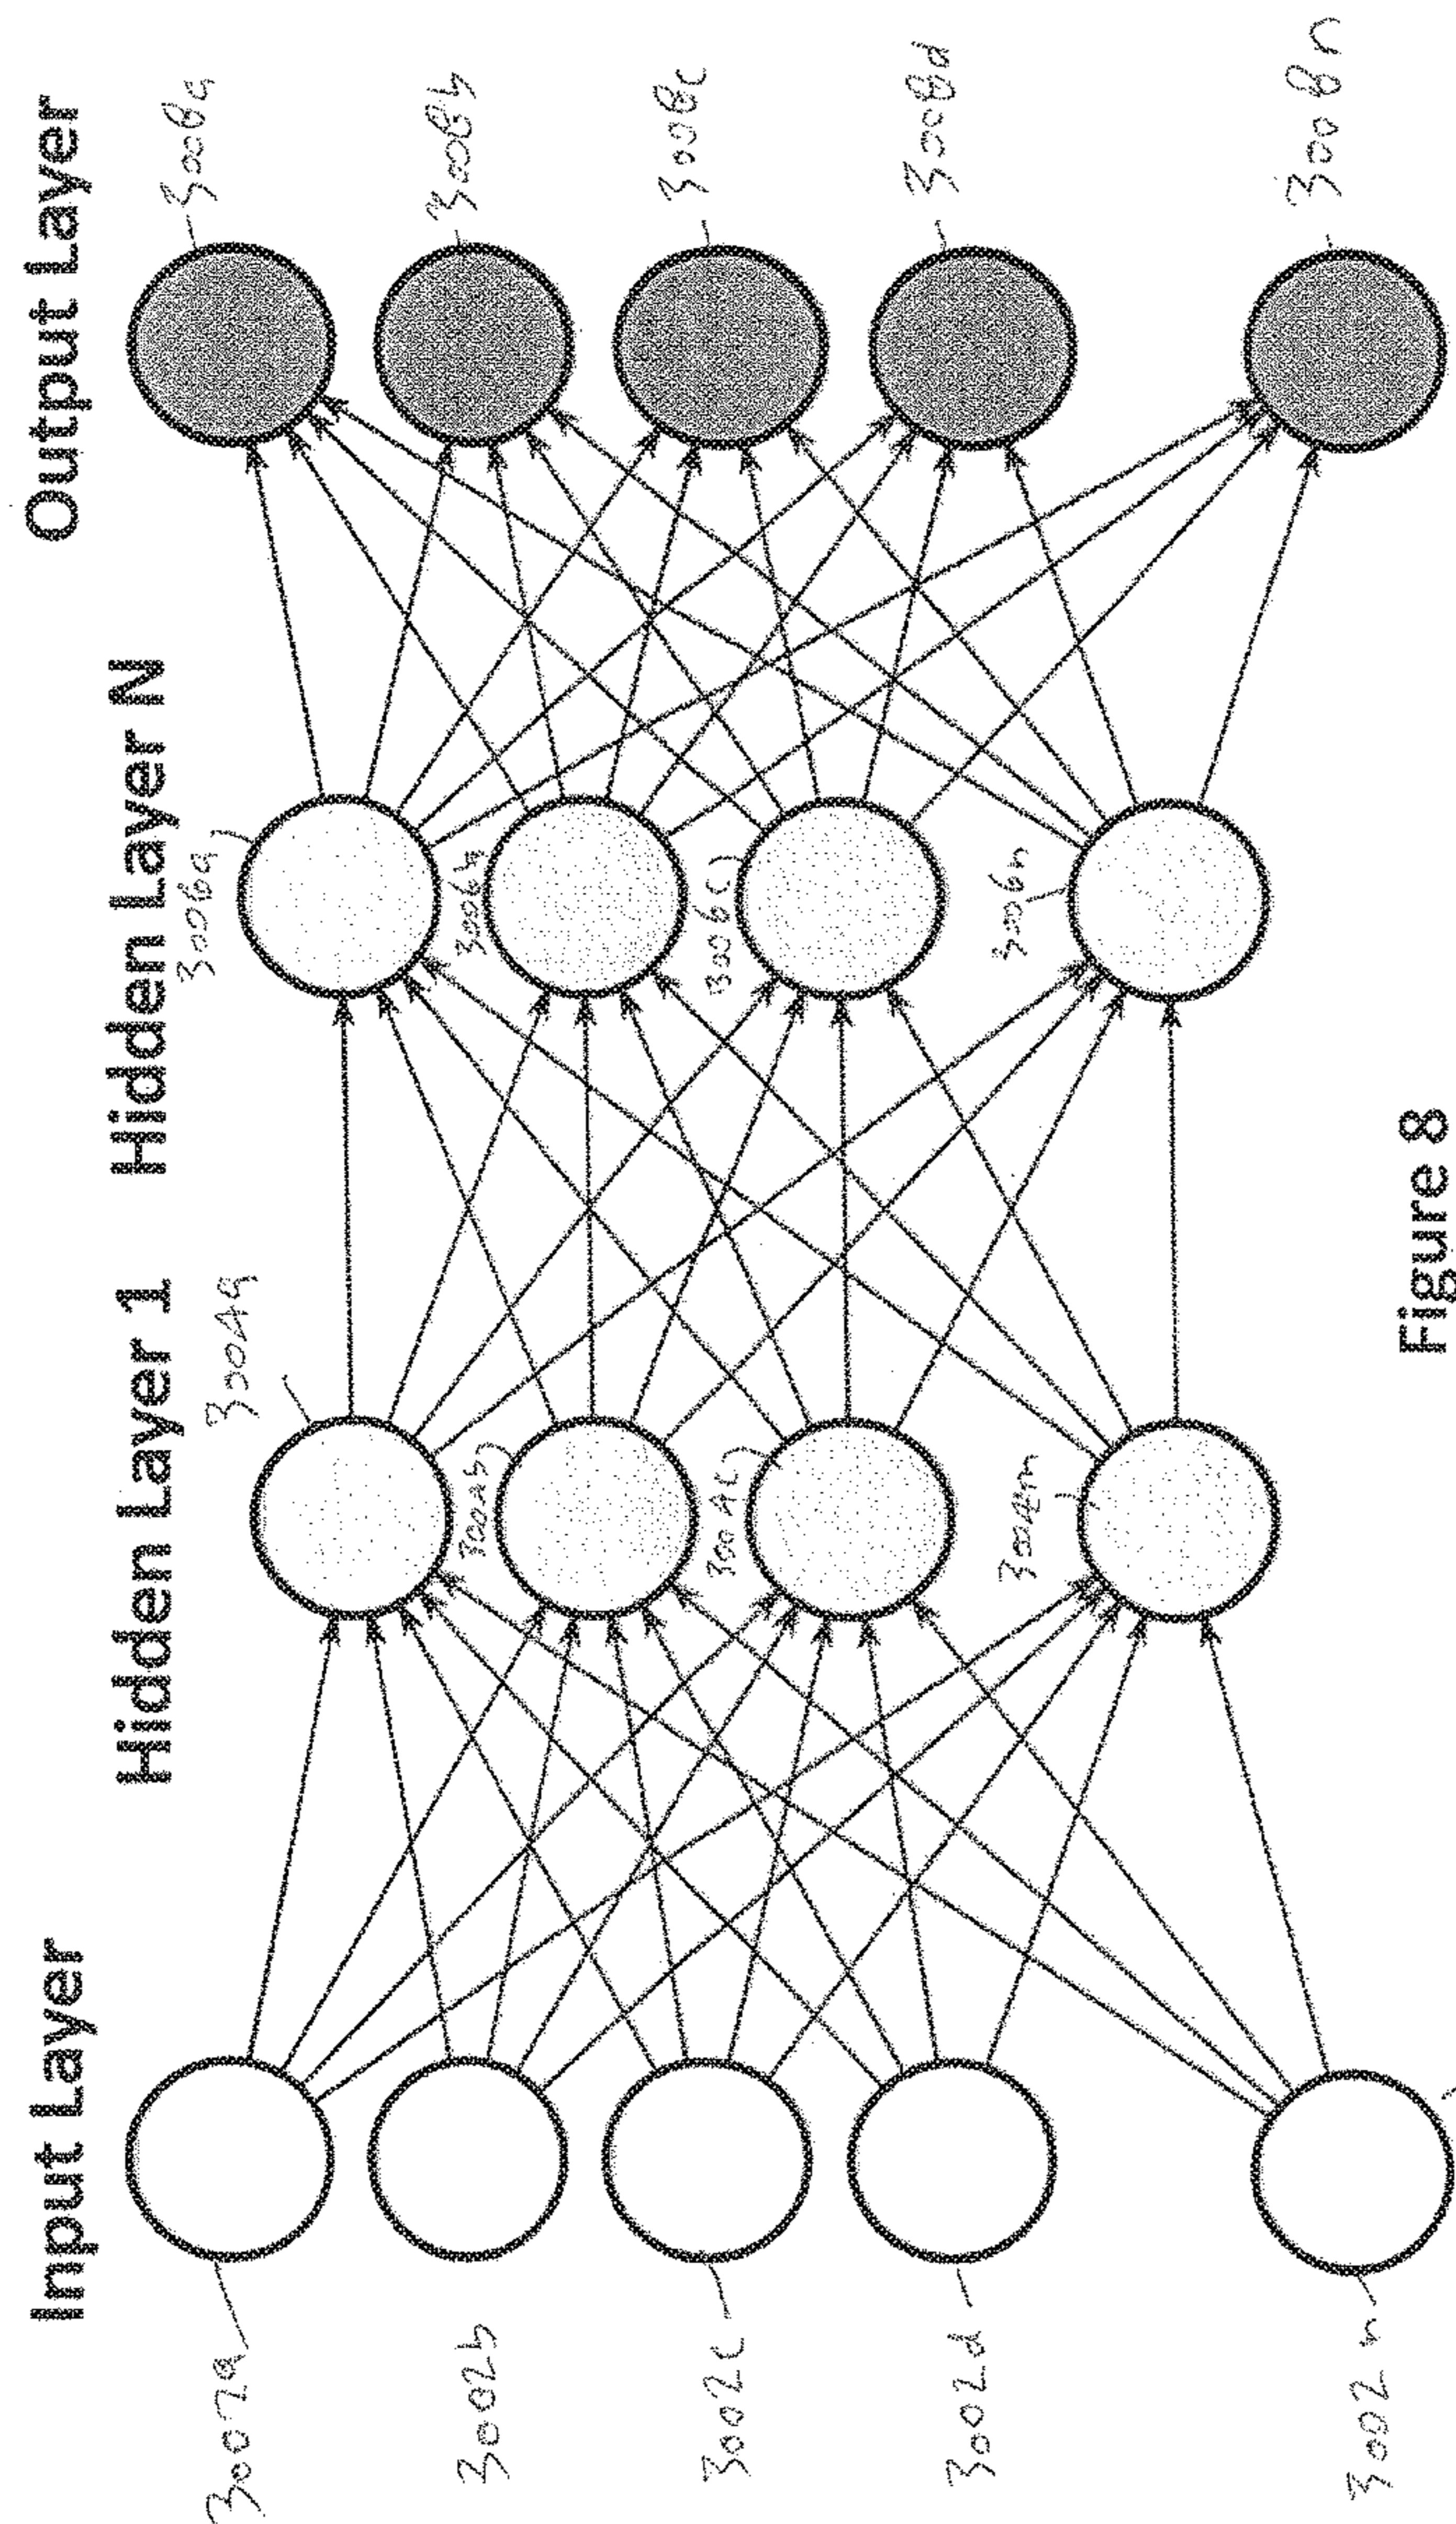 Input Layer
Hidden Layer 1
Hidden Layer N
Output Layer
3002a
3002b
3002c
3002d
3002n
3004a
3004b
3004c
3004n
3006a
3006b
3006c
3006n
3008a
3008b
3008c
3008d
3008n
Figure 8